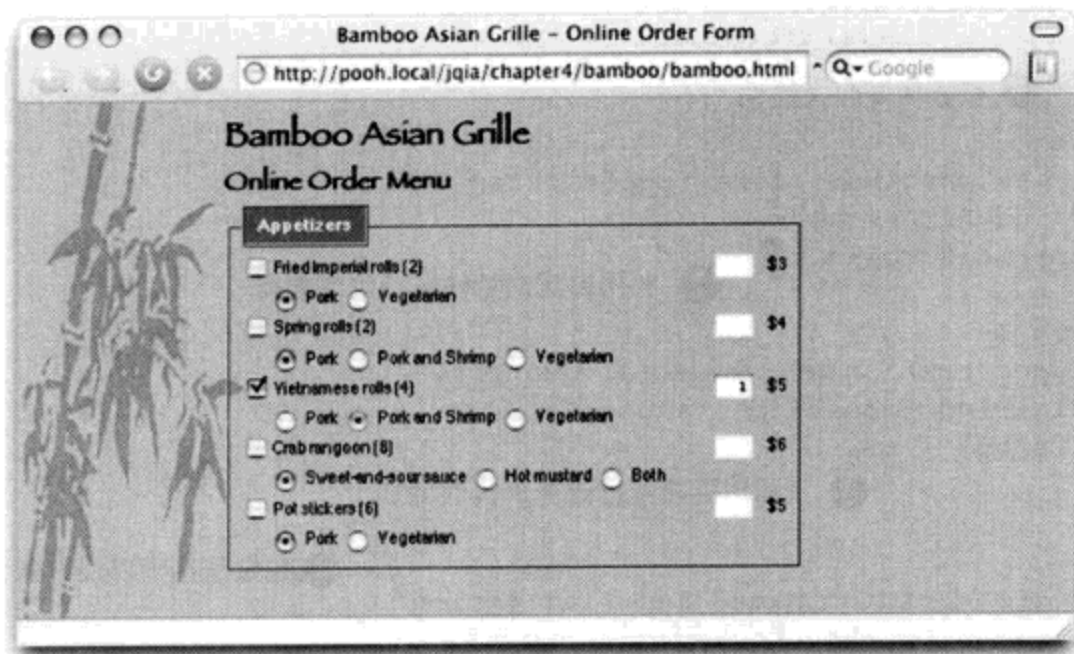 Bamboo Asian Grille – Online Order Form
http://pooh.local/jqia/chapter4/bamboo/bamboo.html Google
Bamboo Asian Grille
Online Order Menu
Appetizers
Fried Imperial rolls (2) $3
Pork Vegetarian
Spring rolls (2) $4
Pork Pork and Shrimp Vegetarian
Vietnamese rolls (4) 1 $5
Pork Pork and Shrimp Vegetarian
Crab rangoon (8) $6
Sweet-and-sour sauce Hot mustard Both
Pot stickers (6) $5
Pork Vegetarian